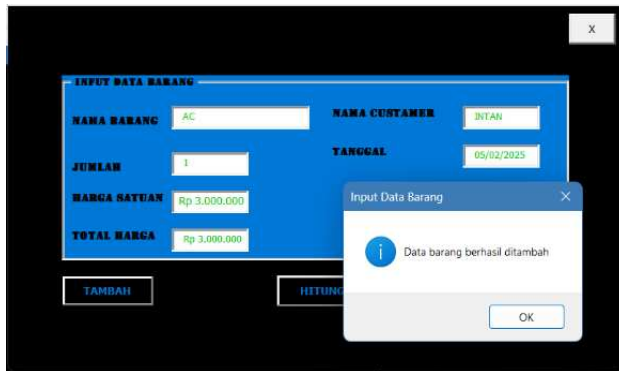 X
INPUT DATA BARANG
NAMA BARANG
AC
NAMA CUSTAMER
INTAN
TANGGAL
05/02/2025
JUMLAH
1
HARGA SATUAN
Rp 3.000.000
TOTAL HARGA
Rp 3.000.000
Input Data Barang
Data barang berhasil ditambah
OK
TAMBAH
HITUNG